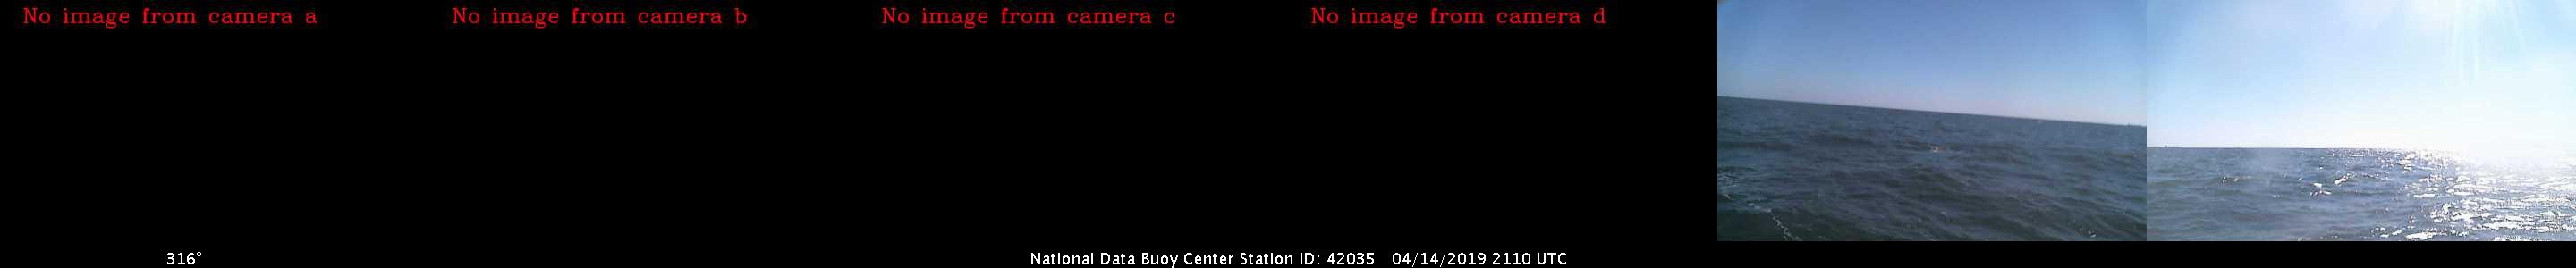 No image from camera a
No image from camera b
No image from camera c
No image from camera d
316°
National Data Buoy Center Station ID: 42035 04/14/2019 2110 UTC